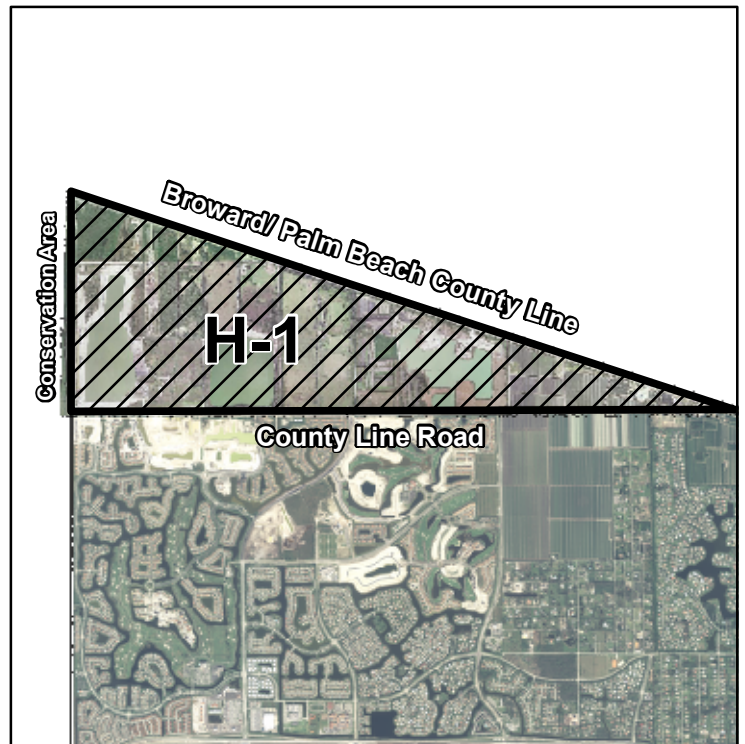 Broward/ Palm Beach County Line
Conservation Area
H-1
County Line Road